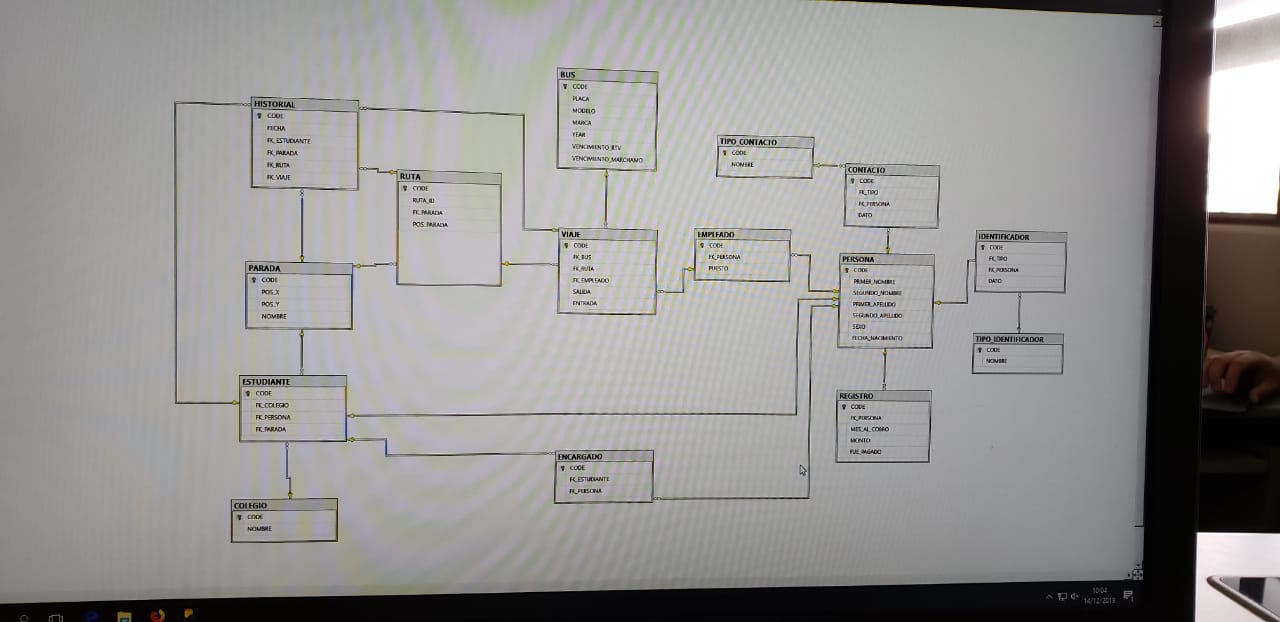 HISTORIAL
CODE
FECHA
FK_ESTUDIANTE
FK_PARADA
FK_RUTA
FK_VIAJE
RUTA
CODE
RUTA_ID
FK_PARADA
POS_PARADA
BUS
CODE
PLACA
MODELO
MARCA
YEAR
VENCIMIENTO_RTV
VENCIMIENTO_MARCHAMO
TIPO_CONTACTO
CODE
NOMBRE
CONTACTO
CODE
FK_TIPO
FK_PERSONA
DATO
PARADA
CODE
POS_X
POS_Y
NOMBRE
VIAJE
CODE
FK_BUS
FK_RUTA
FK_EMPLEADO
SALIDA
ENTRADA
EMPLEADO
CODE
FK_PERSONA
PUESTO
PERSONA
CODE
PRIMER_NOMBRE
SEGUNDO_NOMBRE
PRIMER_APELLIDO
SEGUNDO_APELLIDO
SEXO
FECHA_NACIMIENTO
IDENTIFICADOR
CODE
FK_TIPO
FK_PERSONA
DATO
TIPO_IDENTIFICADOR
CODE
NOMBRE
ESTUDIANTE
CODE
FK_COLEGIO
FK_PERSONA
FK_PARADA
ENCARGADO
CODE
FK_ESTUDIANTE
FK_PERSONA
REGISTRO
CODE
FK_PERSONA
MES_AL_COBRO
MONTO
FUE_PAGADO
COLEGIO
CODE
NOMBRE
10:04
14/12/2019